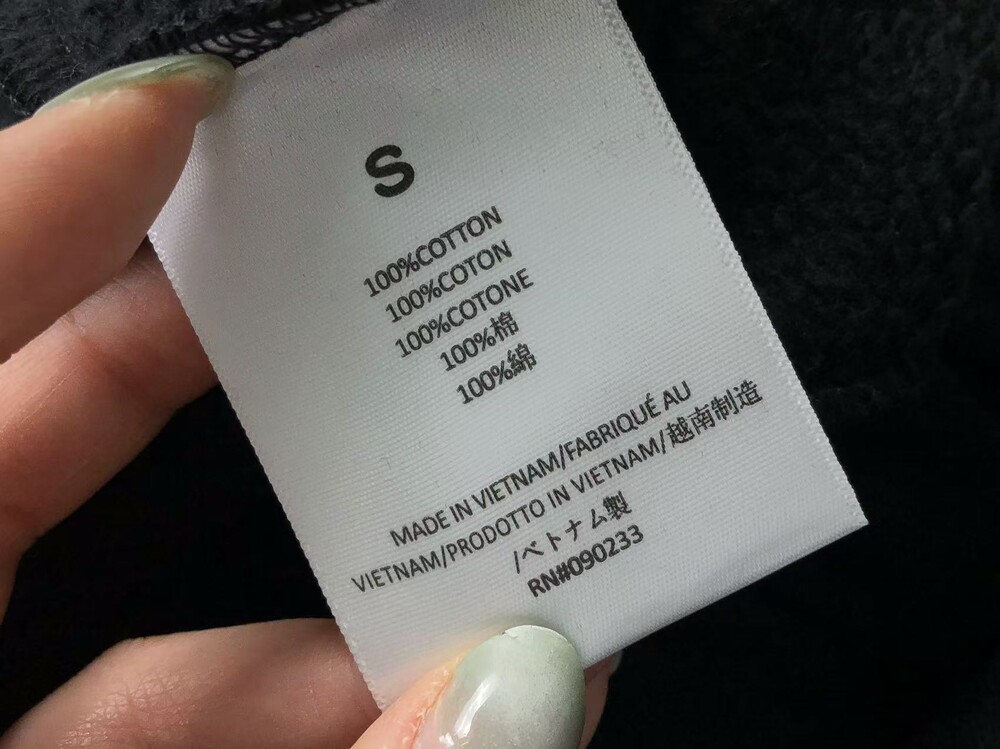 S
100%COTTON
100%COTON
100%COTONE
100%棉
100%綿
MADE IN VIETNAM/FABRIQUÉ AU
VIETNAM/PRODOTTO IN VIETNAM/越南制造
/ベトナム製
RN#090233